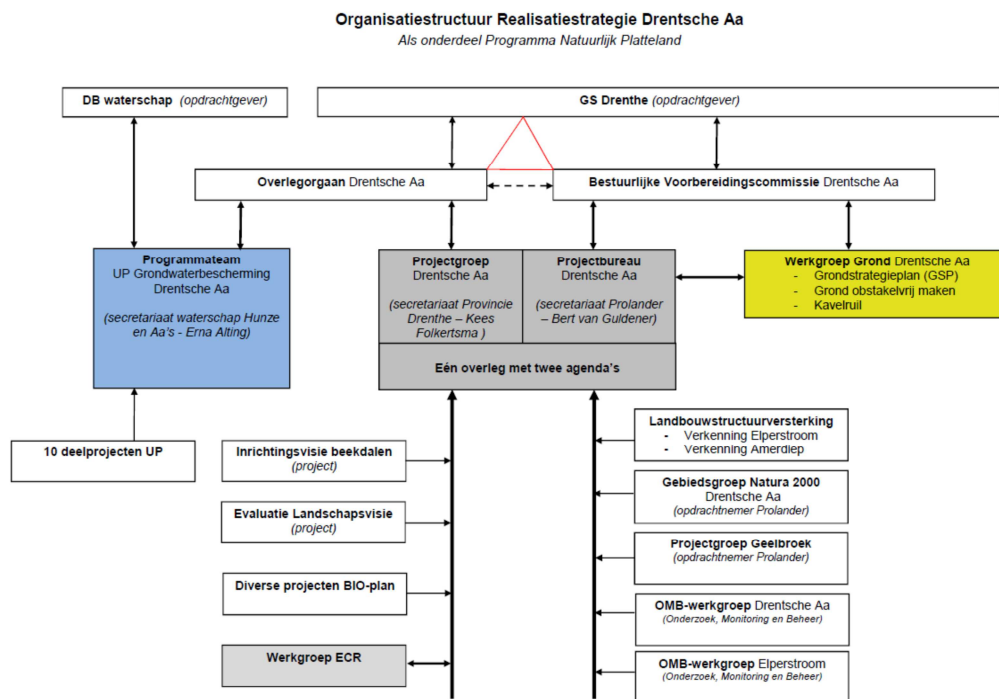 Organisatiestructuur Realisatiestrategie Drentsche Aa
Als onderdeel Programma Natuurlijk Platteland
DB waterschap (opdrachtgever)
GS Drenthe (opdrachtgever)
Overlegorgaan Drentsche Aa
Bestuurlijke Voorbereidingscommissie Drentsche Aa
Programmateam
UP Grondwaterbescherming
Drentsche Aa
(secretariaat waterschap Hunze
en Aa's - Erna Alting)
Projectgroep
Drentsche Aa
(secretariaat Provincie
Drenthe – Kees
Folkertsma )
Projectbureau
Drentsche Aa
(secretariaat Prolander
– Bert van Guldener)
Werkgroep Grond Drentsche Aa
- Grondstrategieplan (GSP)
- Grond obstakelvrij maken
- Kavelruil
Eén overleg met twee agenda's
10 deelprojecten UP
Inrichtingsvisie beekdalen
(project)
Evaluatie Landschapsvisie
(project)
Diverse projecten BIO-plan
Werkgroep ECR
Landbouwstructuurversterking
- Verkenning Elperstroom
- Verkenning Amerdiep
Gebiedsgroep Natura 2000
Drentsche Aa
(opdrachtnemer Prolander)
Projectgroep Geelbroek
(opdrachtnemer Prolander)
OMB-werkgroep Drentsche Aa
(Onderzoek, Monitoring en Beheer)
OMB-werkgroep Elperstroom
(Onderzoek, Monitoring en Beheer)